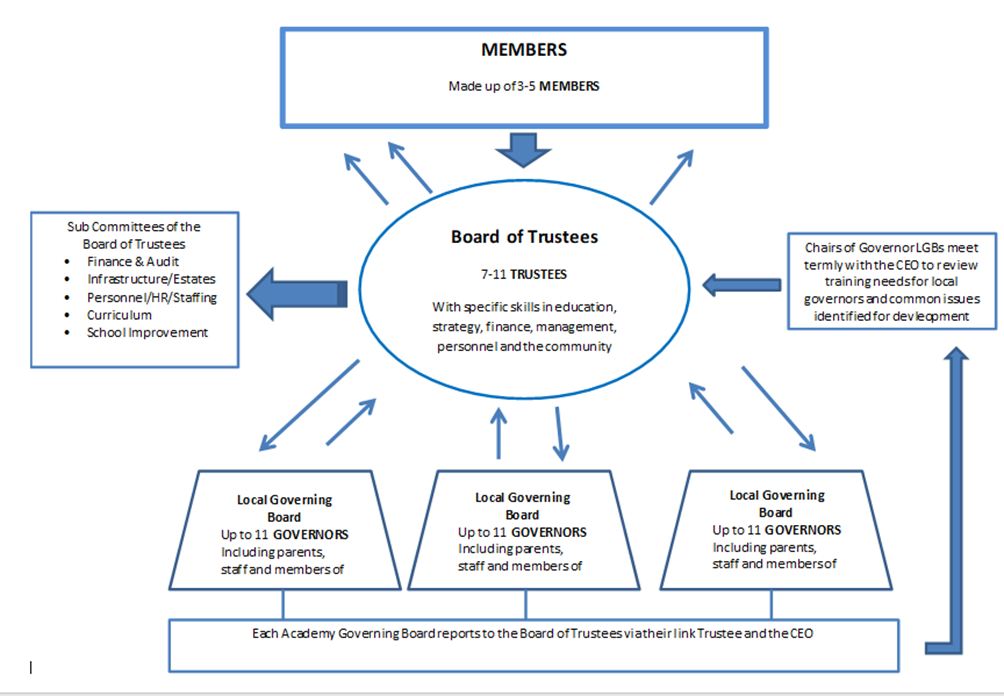 MEMBERS
Made up of 3-5 MEMBERS
Board of Trustees
7-11 TRUSTEES
With specific skills in education,
strategy, finance, management,
personnel and the community
Sub Committees of the
Board of Trustees
• Finance & Audit
• Infrastructure/Estates
• Personnel/HR/Staffing
• Curriculum
• School Improvement
Chairs of Governor LGBs meet
termly with the CEO to review
training needs for local
governors and common issues
identified for devleopment
Local Governing
Board
Up to 11 GOVERNORS
Including parents,
staff and members of
Local Governing
Board
Up to 11 GOVERNORS
Including parents,
staff and members of
Local Governing
Board
Up to 11 GOVERNORS
Including parents,
staff and members of
Each Academy Governing Board reports to the Board of Trustees via their link Trustee and the CEO